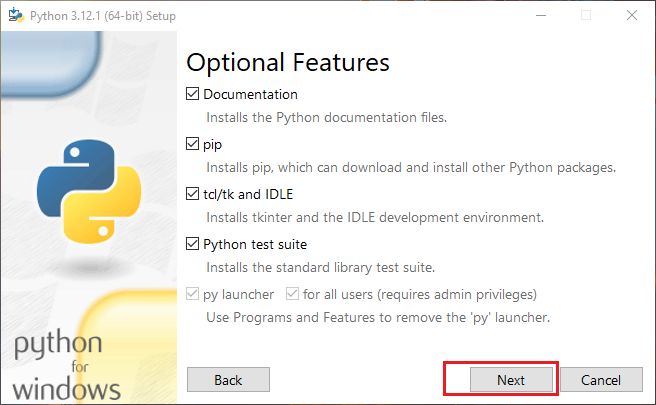 Python 3.12.1 (64-bit) Setup
Optional Features
Documentation
Installs the Python documentation files.
pip
Installs pip, which can download and install other Python packages.
tcl/tk and IDLE
Installs tkinter and the IDLE development environment.
Python test suite
Installs the standard library test suite.
py launcher for all users (requires admin privileges)
Use Programs and Features to remove the 'py' launcher.
python
for
windows
Back Next Cancel